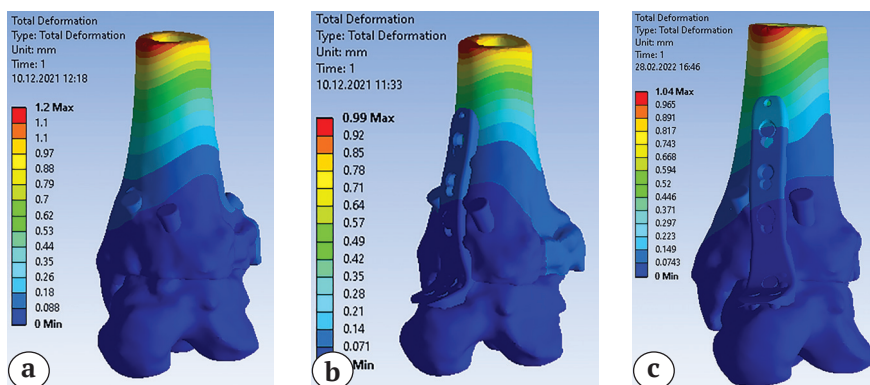 Total Deformation
Type: Total Deformation
Unit: mm
Time: 1
10.12.2021 12:18
1.2 Max
1.1
1.1
0.97
0.88
0.79
0.7
0.62
0.53
0.44
0.35
0.26
0.18
0.088
0 Min
a
Total Deformation
Type: Total Deformation
Unit: mm
Time: 1
10.12.2021 11:33
0.99 Max
0.92
0.85
0.78
0.71
0.64
0.57
0.49
0.42
0.35
0.28
0.21
0.14
0.071
Min
b
Total Deformation
Type: Total Deformation
Unit: mm
Time: 1
28.02.2022 16:46
1.04 Max
0.965
0.891
0.817
0.743
0.668
0.594
0.52
0.446
0.371
0.297
0.223
0.149
0.0743
0 Min
c